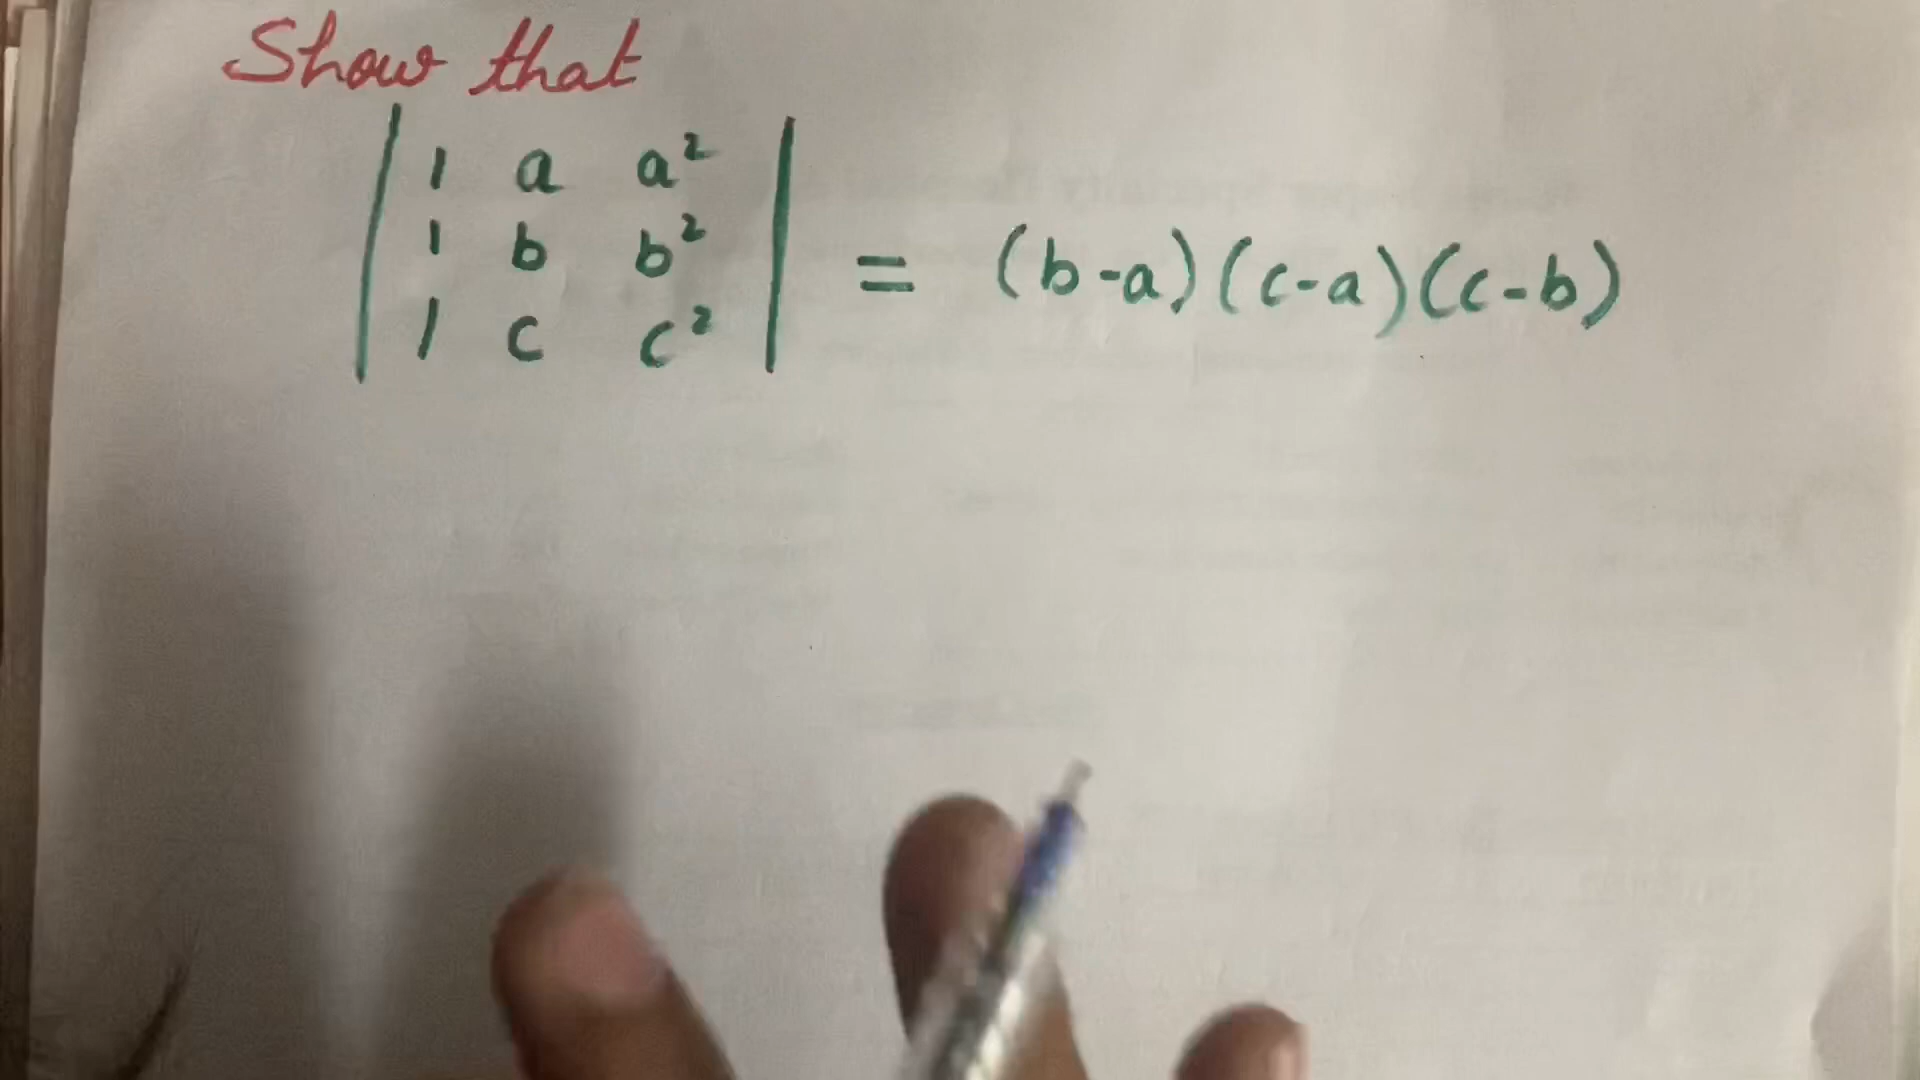 Show that
| 1 a a² |
| 1 b b² | = (b-a)(c-a)(c-b)
| 1 c c² |